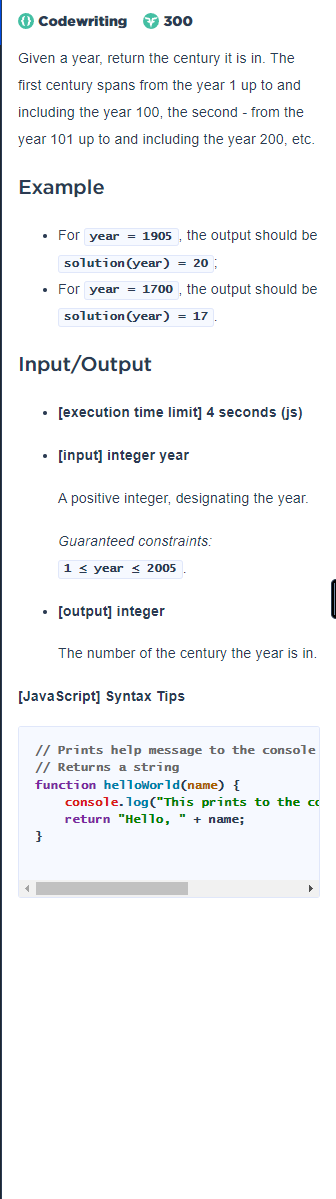 Codewriting 300
Given a year, return the century it is in. The
first century spans from the year 1 up to and
including the year 100, the second - from the
year 101 up to and including the year 200, etc.
Example
• For year = 1905, the output should be
solution(year) = 20;
• For year = 1700, the output should be
solution(year) = 17.
Input/Output
• [execution time limit] 4 seconds (js)
• [input] integer year
A positive integer, designating the year.
Guaranteed constraints:
1 ≤ year ≤ 2005.
• [output] integer
The number of the century the year is in.
[JavaScript] Syntax Tips
// Prints help message to the console
// Returns a string
function helloWorld(name) {
console.log("This prints to the
return "Hello, " + name;
}